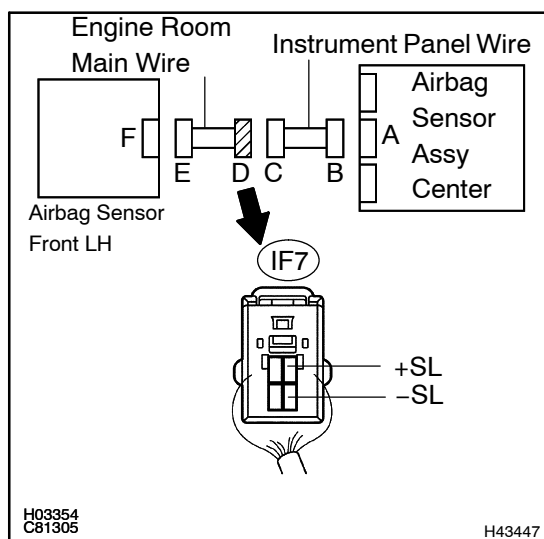 Engine Room
Main Wire
Instrument Panel Wire
Airbag
Sensor
Assy
Center
F
E
D
C
B
A
Airbag Sensor
Front LH
IF7
+SL
−SL
H03354
C81305
H43447